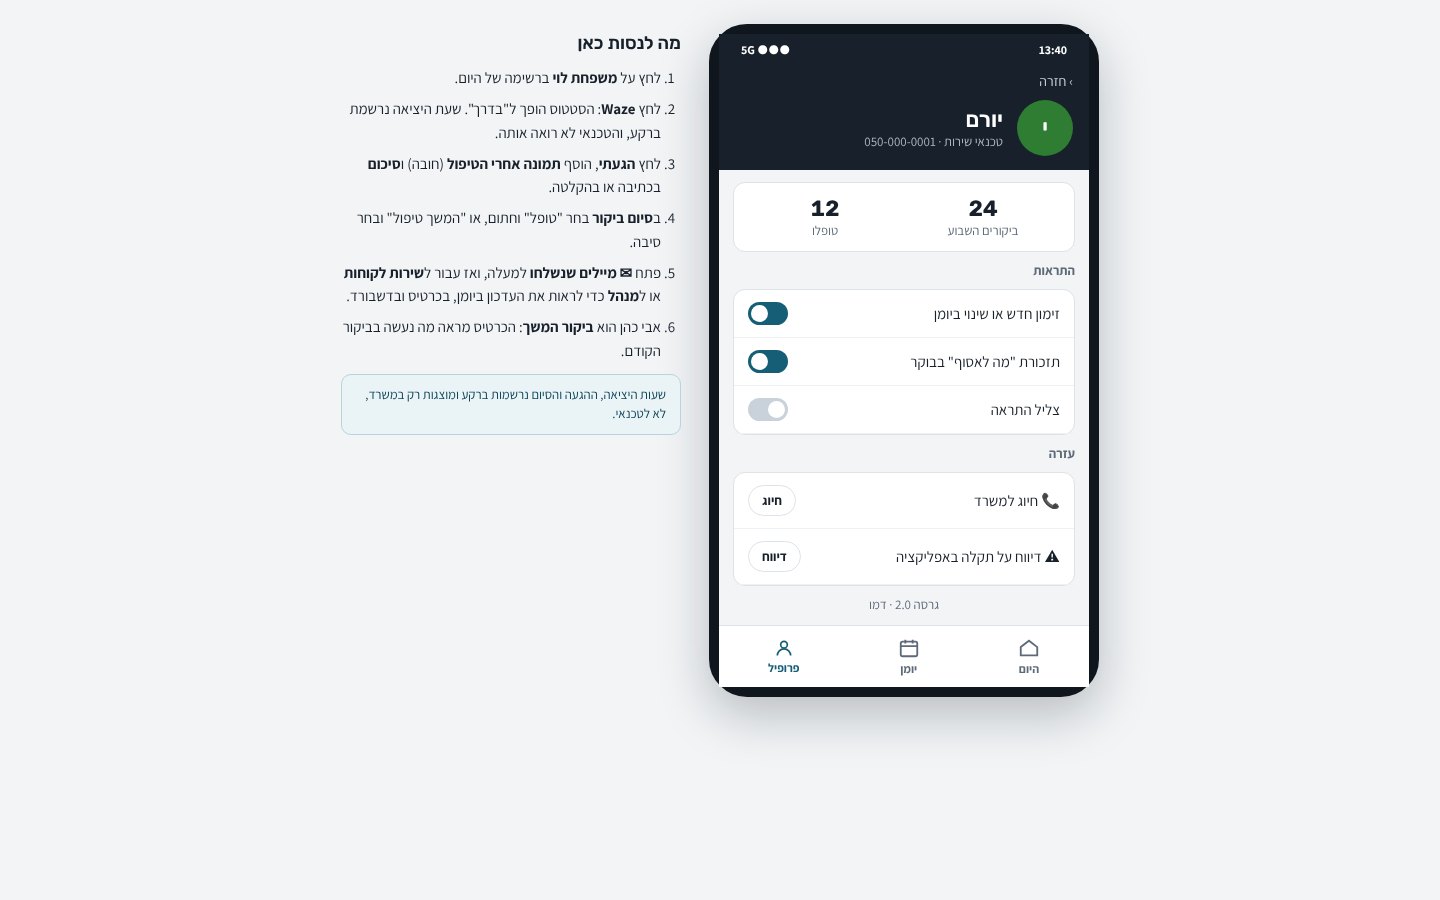 13:40
5G
‹ חזרה
י
יורם
טכנאי שירות · 050-000-0001
24
ביקורים השבוע
12
טופלו
התראות
זימון חדש או שינוי ביומן
תזכורת "מה לאסוף" בבוקר
צליל התראה
עזרה
📞 חיוג למשרד
חיוג
⚠ דיווח על תקלה באפליקציה
דיווח
גרסה 2.0 · דמו
היום
יומן
פרופיל
מה לנסות כאן
1. לחץ על משפחת לוי ברשימה של היום.
2. לחץ Waze: הסטטוס הופך ל"בדרך". שעת היציאה נרשמת
ברקע, והטכנאי לא רואה אותה.
3. לחץ הגעתי, הוסף תמונה אחרי הטיפול (חובה) וסיכום
בכתיבה או בהקלטה.
4. בסיום ביקור בחר "טופל" וחתום, או "המשך טיפול" ובחר
סיבה.
5. פתח ✉ מיילים שנשלחו למעלה, ואז עבור לשירות לקוחות
או למנהל כדי לראות את העדכון ביומן, בכרטיס ובדשבורד.
6. אבי כהן הוא ביקור המשך: הכרטיס מראה מה נעשה בביקור
הקודם.
שעות היציאה, ההגעה והסיום נרשמות ברקע ומוצגות רק במשרד,
לא לטכנאי.